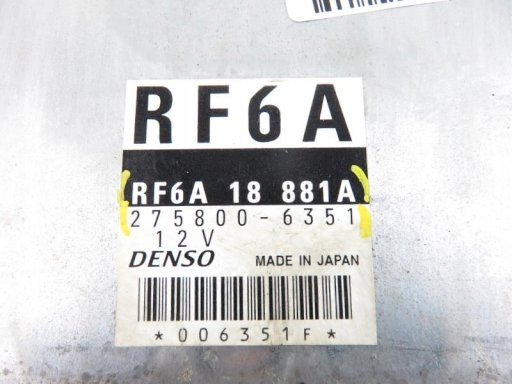 RF6A
RF6A 18 881A
275800-6351
12V
DENSO MADE IN JAPAN
*006351F*